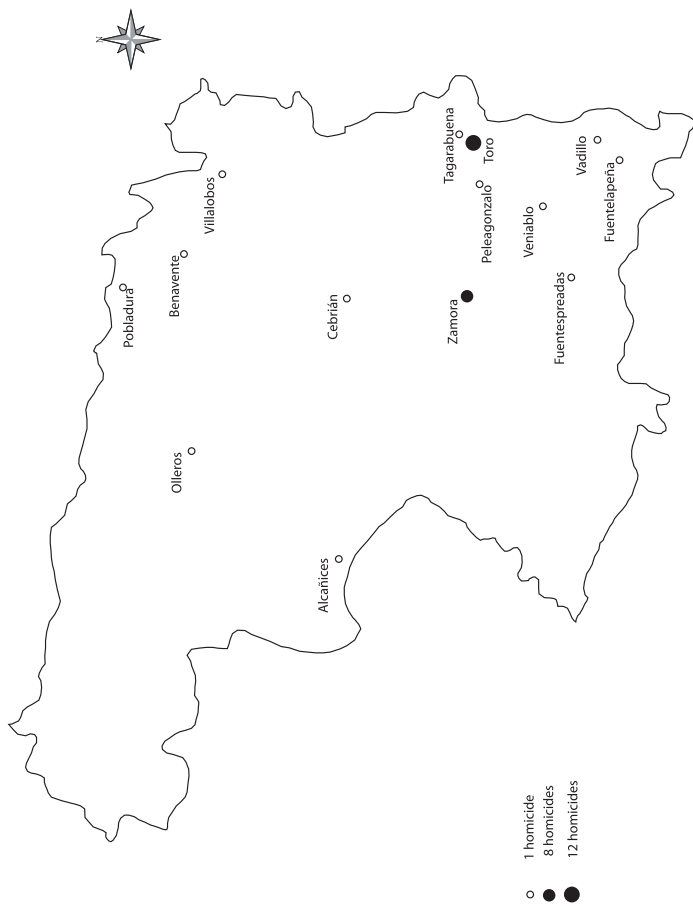 N
Pobladura
Benavente
Villalobos
Olleros
Cebrián
Alcañices
Tagarabuena
Toro
Peleagonzalo
Zamora
Veniablo
Vadillo
Fuentelapeña
Fuentespreadas
1 homicide
8 homicides
12 homicides